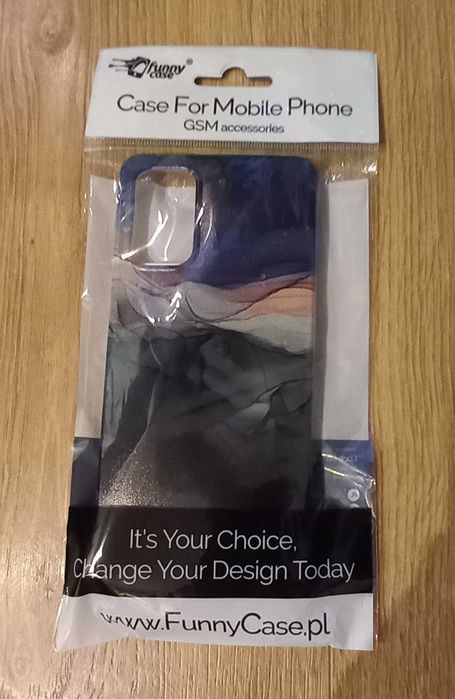 funny
case®
Case For Mobile Phone
GSM accessories
It's Your Choice,
Change Your Design Today
www.FunnyCase.pl